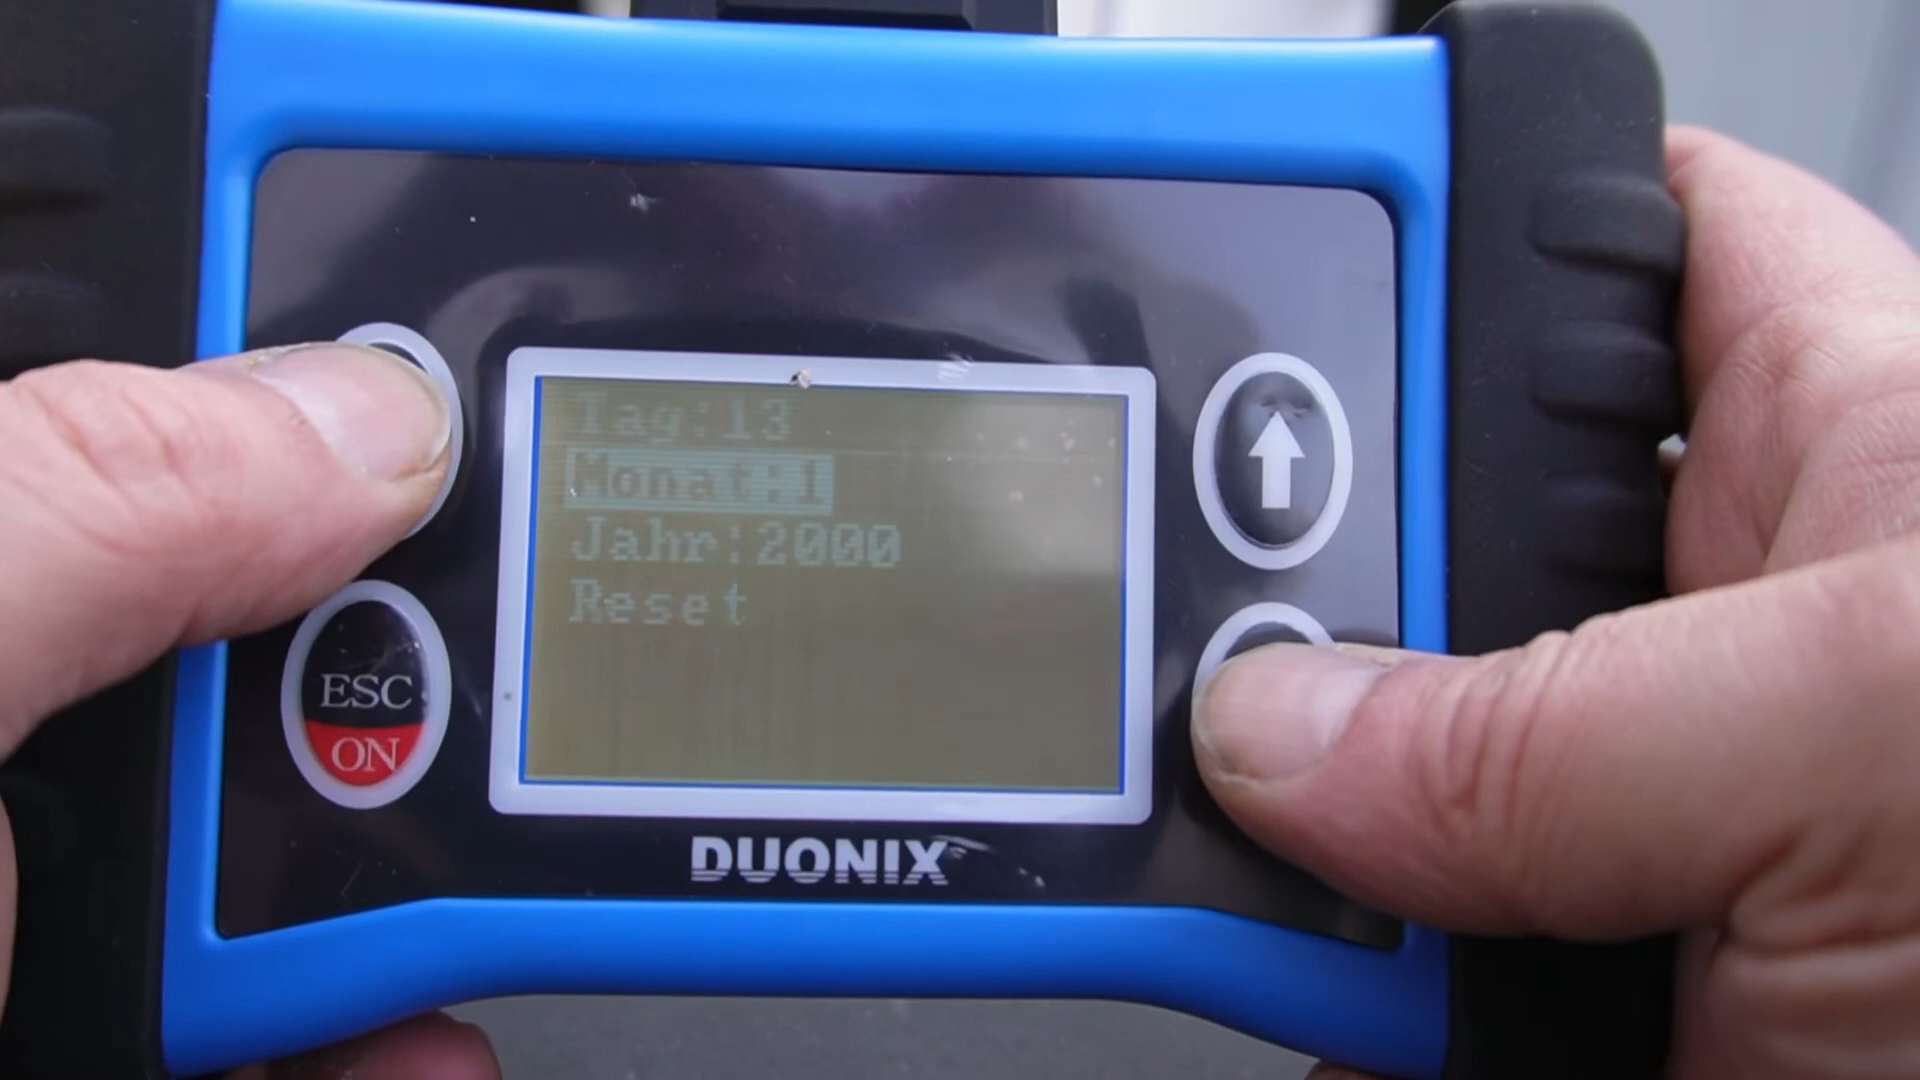 Tag:13
Monat:1
Jahr:2000
Reset
ESC
ON
DUONIX